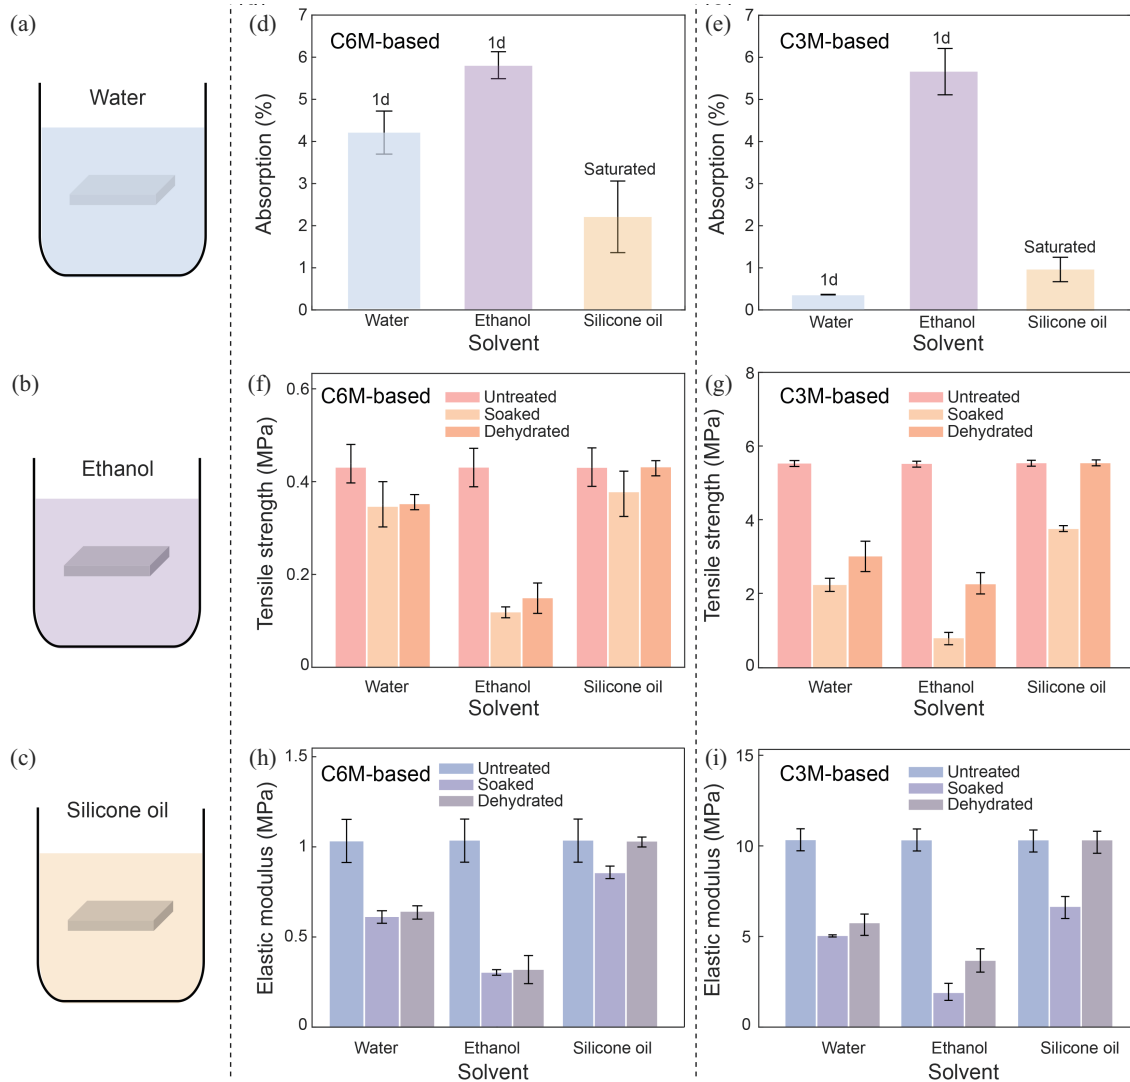 (a)
Water
(b)
Ethanol
(c)
Silicone oil
(d)
C6M-based
Absorption (%)
7
6
5
4
3
2
1
0
1d
1d
Saturated
Water Ethanol Silicone oil
Solvent
(e)
C3M-based
Absorption (%)
7
6
5
4
3
2
1
0
1d
1d
Saturated
Water Ethanol Silicone oil
Solvent
(f)
C6M-based
Untreated
Soaked
Dehydrated
Tensile strength (MPa)
0.6
0.4
0.2
0
Water Ethanol Silicone oil
Solvent
(g)
C3M-based
Untreated
Soaked
Dehydrated
Tensile strength (MPa)
8
6
4
2
0
Water Ethanol Silicone oil
Solvent
(h)
C6M-based
Untreated
Soaked
Dehydrated
Elastic modulus (MPa)
1.5
1
0.5
0
Water Ethanol Silicone oil
Solvent
(i)
C3M-based
Untreated
Soaked
Dehydrated
Elastic modulus (MPa)
15
10
5
0
Water Ethanol Silicone oil
Solvent